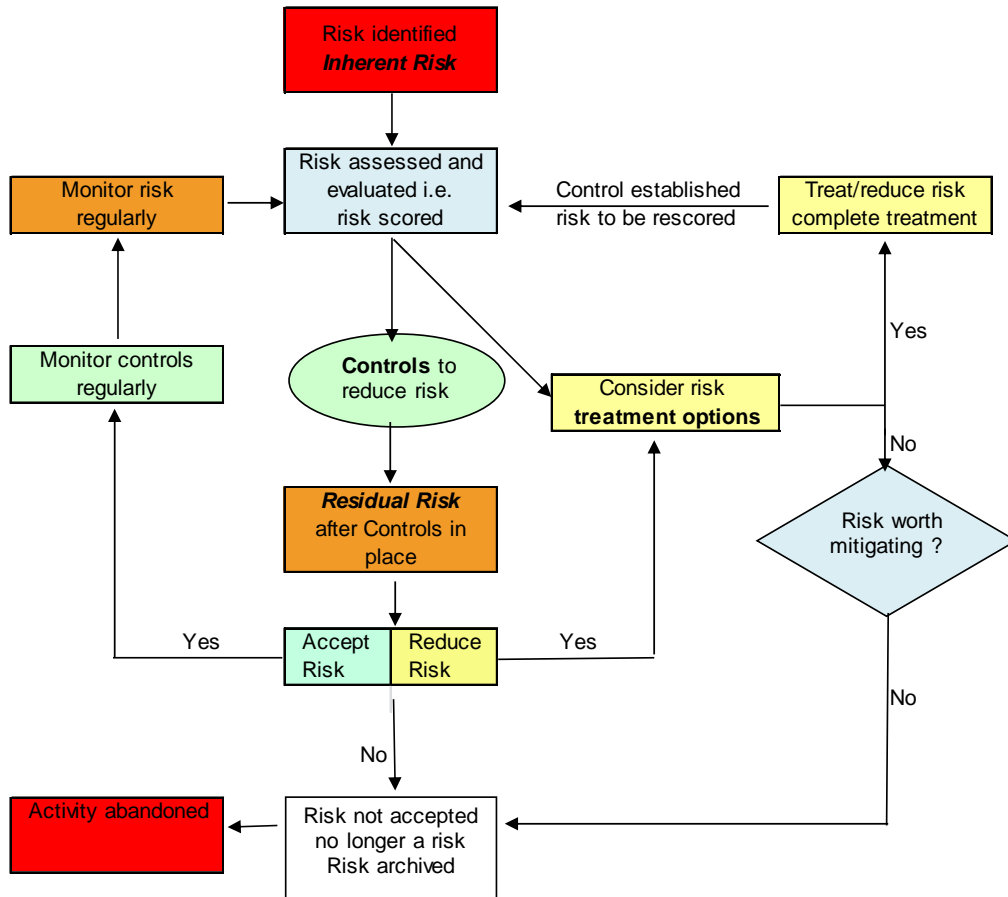 Risk identified
Inherent Risk
Risk assessed and
evaluated i.e.
risk scored
Monitor risk
regularly
Control established
risk to be rescored
Treat/reduce risk
complete treatment
Yes
Monitor controls
regularly
Controls to
reduce risk
Consider risk
treatment options
No
Residual Risk
after Controls in
place
Risk worth
mitigating ?
Yes
Accept
Risk
Reduce
Risk
Yes
No
No
Activity abandoned
Risk not accepted
no longer a risk
Risk archived